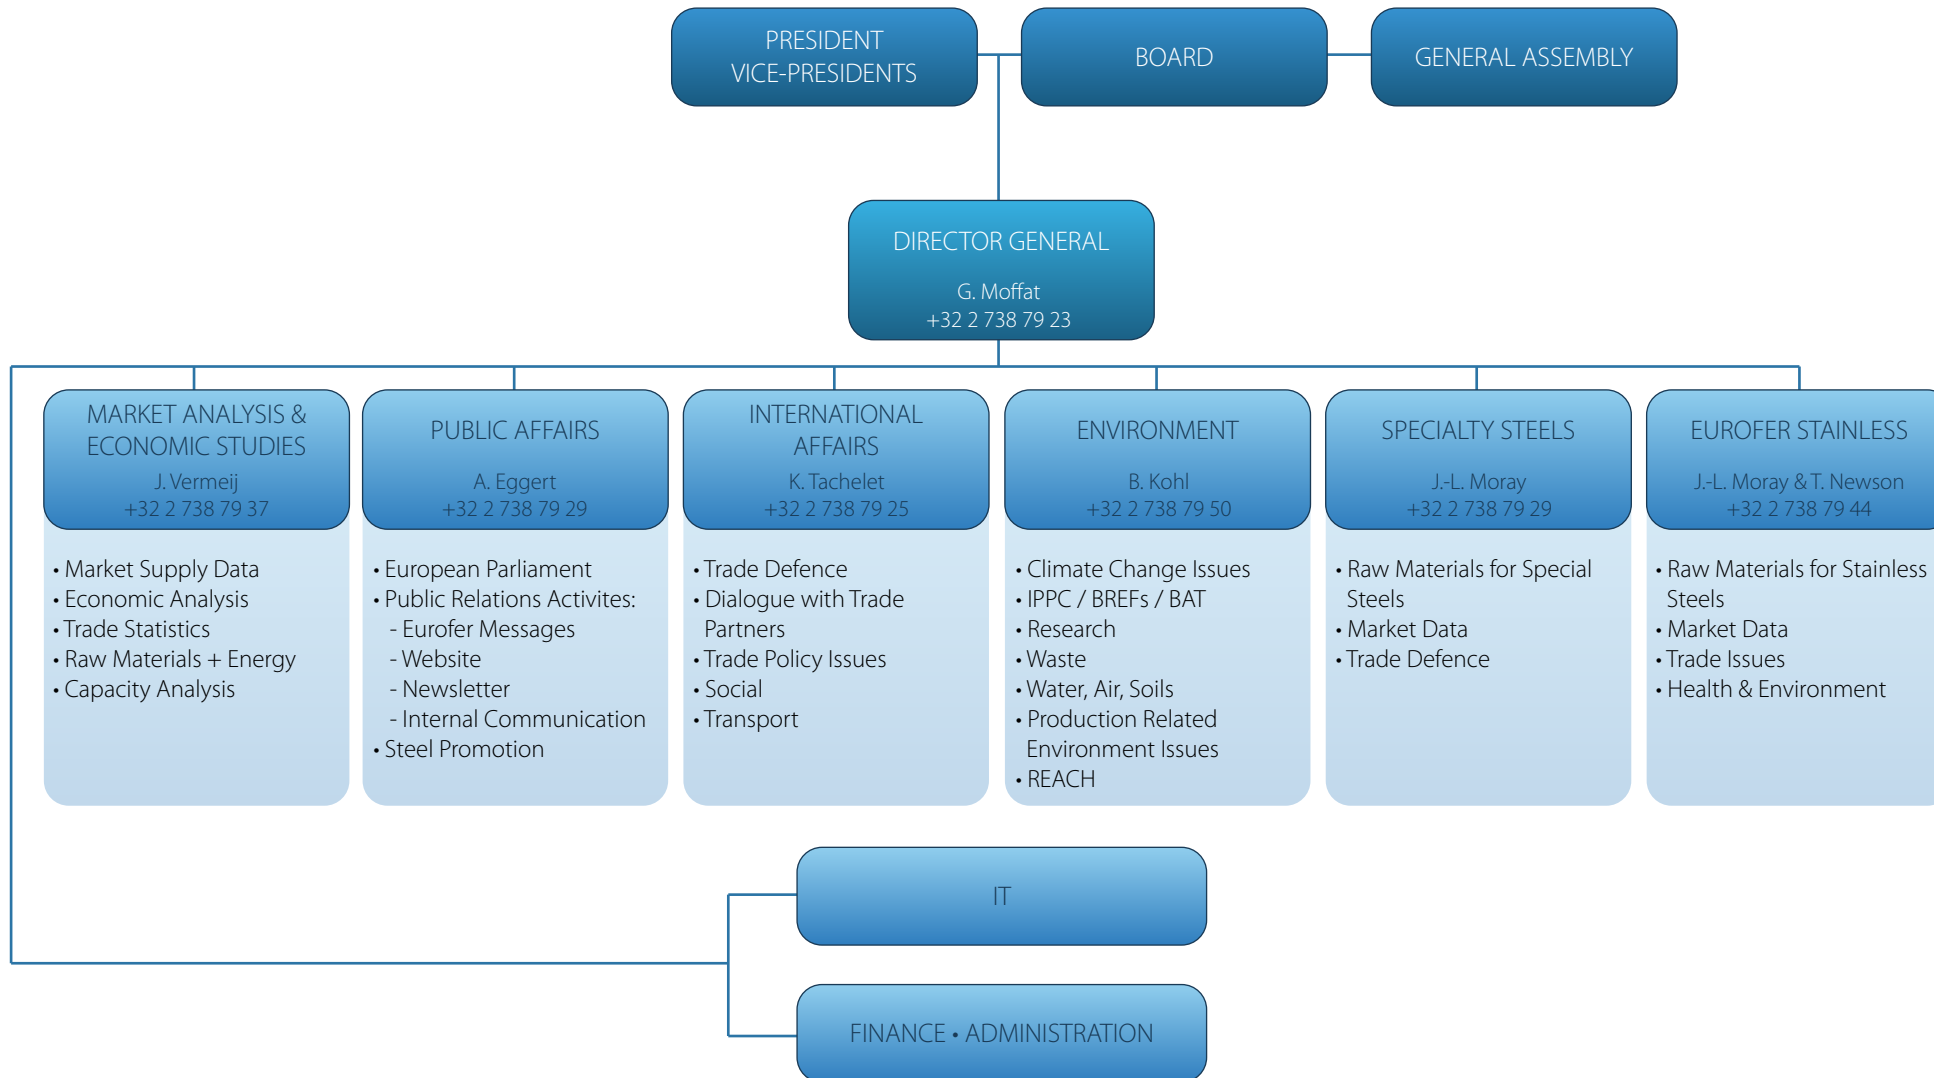 PRESIDENT
VICE-PRESIDENTS
BOARD
GENERAL ASSEMBLY
DIRECTOR GENERAL
G. Moffat
+32 2 738 79 23
MARKET ANALYSIS &
ECONOMIC STUDIES
J. Vermeij
+32 2 738 79 37
• Market Supply Data
• Economic Analysis
• Trade Statistics
• Raw Materials + Energy
• Capacity Analysis
PUBLIC AFFAIRS
A. Eggert
+32 2 738 79 29
• European Parliament
• Public Relations Activites:
- Eurofer Messages
- Website
- Newsletter
- Internal Communication
• Steel Promotion
INTERNATIONAL
AFFAIRS
K. Tachelet
+32 2 738 79 25
• Trade Defence
• Dialogue with Trade
Partners
• Trade Policy Issues
• Social
• Transport
ENVIRONMENT
B. Kohl
+32 2 738 79 50
• Climate Change Issues
• IPPC / BREFs / BAT
• Research
• Waste
• Water, Air, Soils
• Production Related
Environment Issues
• REACH
SPECIALTY STEELS
J.-L. Moray
+32 2 738 79 29
• Raw Materials for Special
Steels
• Market Data
• Trade Defence
EUROFER STAINLESS
J.-L. Moray & T. Newson
+32 2 738 79 44
• Raw Materials for Stainless
Steels
• Market Data
• Trade Issues
• Health & Environment
IT
FINANCE • ADMINISTRATION